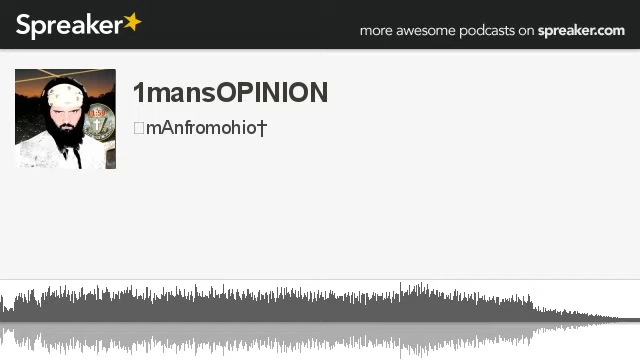 Spreaker
more awesome podcasts on spreaker.com
1mansOPINION
□mAnfromohio†